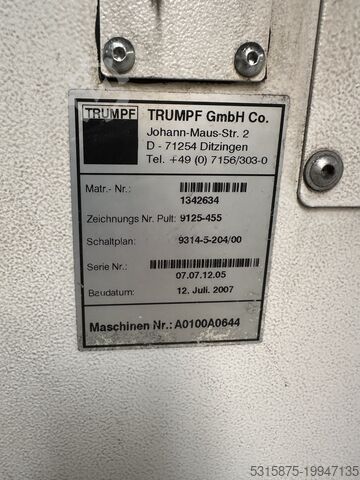 TRUMPF
TRUMPF GmbH Co.
Johann-Maus-Str. 2
D - 71254 Ditzingen
Tel. +49 (0) 7156/303-0
Matr.- Nr.:
1342634
Zeichnungs Nr. Pult: 9125-455
Schaltplan: 9314-5-204/00
Serie Nr.:
07.07.12.05
Baudatum: 12. Juli. 2007
Maschinen Nr.: A0100A0644
5315875-19947135